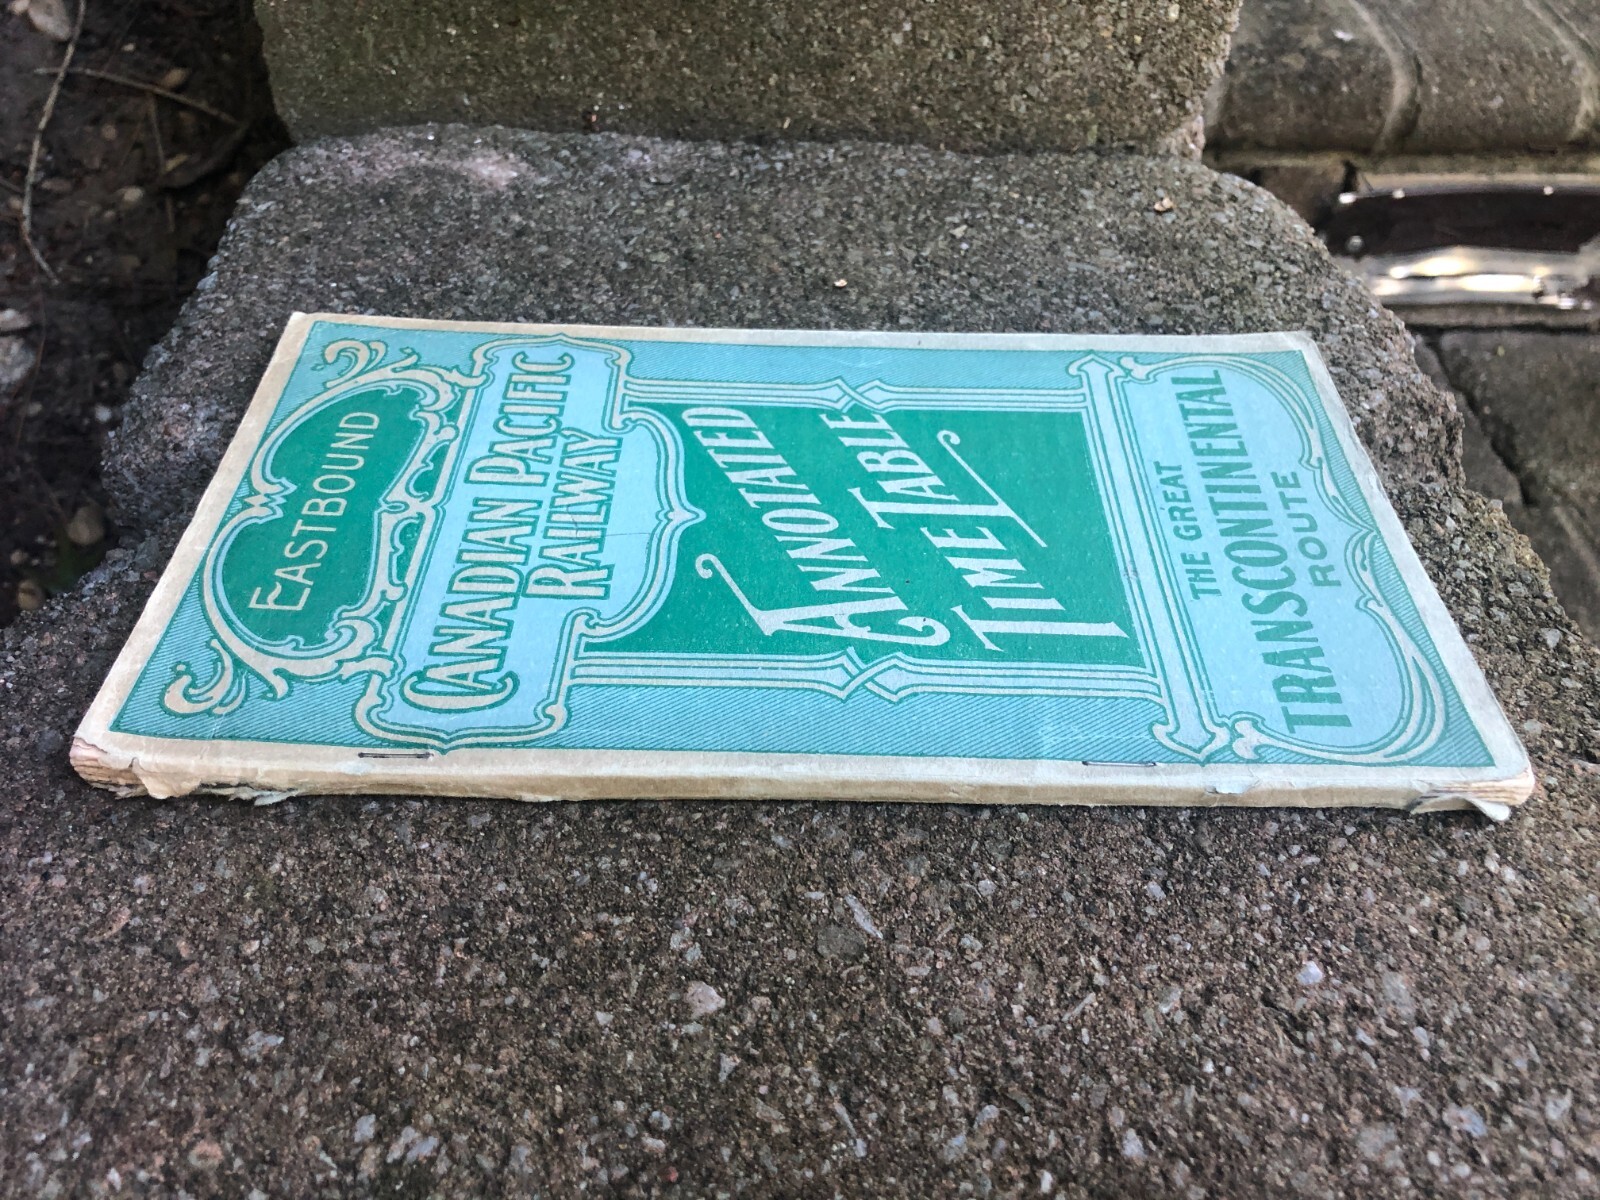 EASTBOUND
CANADIAN PACIFIC
RAILWAY
ANNOTATED
TIME TABLE
THE GREAT
TRANSCONTINENTAL
ROUTE